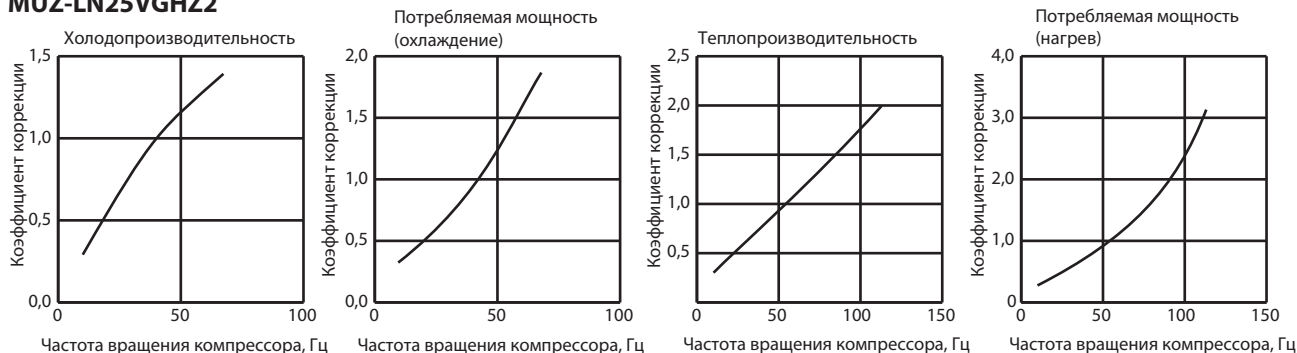 MUZ-LN25VGHZ2
Холодопроизводительность
Коэффициент коррекции
1,5
1,0
0,5
0,0
0 50 100
Частота вращения компрессора, Гц
Потребляемая мощность
(охлаждение)
Коэффициент коррекции
2,0
1,5
1,0
0,5
0,0
0 50 100
Частота вращения компрессора, Гц
Теплопроизводительность
Коэффициент коррекции
2,5
2,0
1,5
1,0
0,5
0 50 100 150
Частота вращения компрессора, Гц
Потребляемая мощность
(нагрев)
Коэффициент коррекции
4,0
3,0
2,0
1,0
0
0 50 100 150
Частота вращения компрессора, Гц